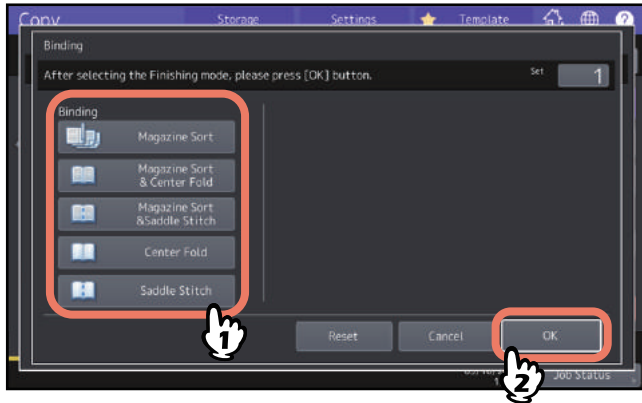 Copy Storage Settings Template ?
Binding
After selecting the Finishing mode, please press [OK] button.
Set 1
Binding
Magazine Sort
Magazine Sort
& Center Fold
Magazine Sort
&Saddle Stitch
Center Fold
Saddle Stitch
1
Reset Cancel OK
2
Job Status